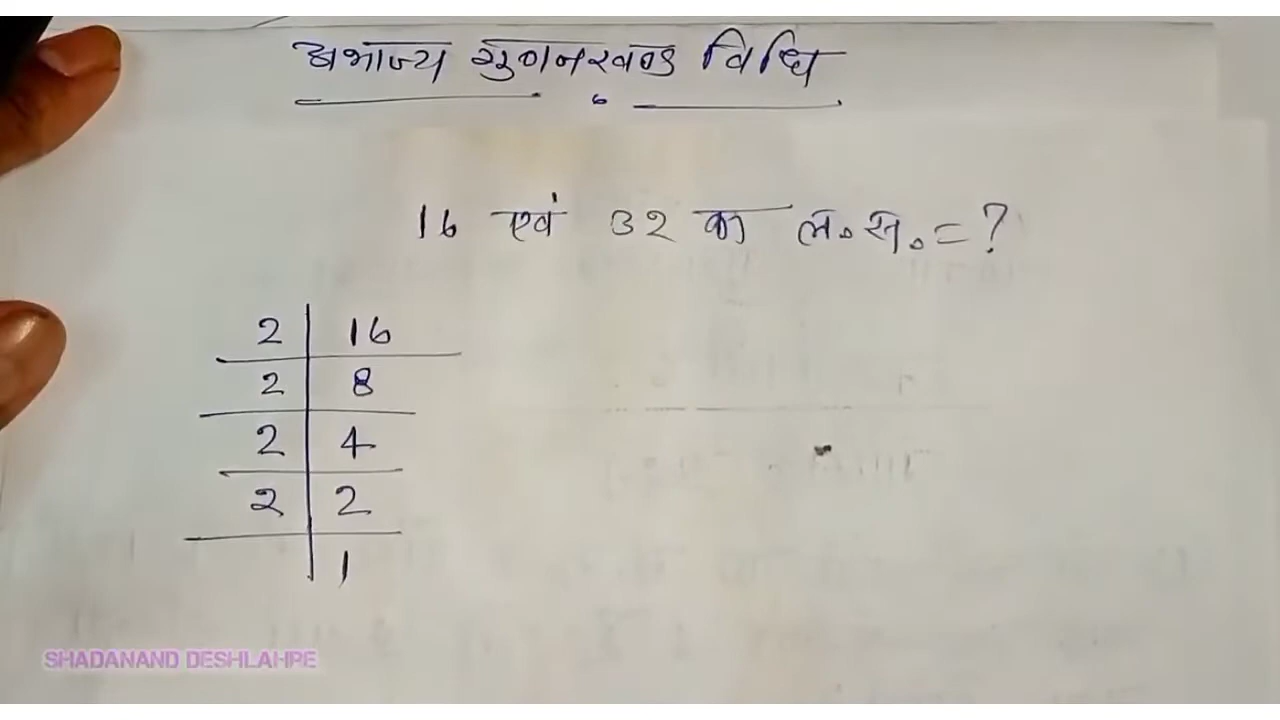 अभाज्य गुणनखण्ड विधि
16 एवं 32 का ल.स. = ?
2 | 16
2 | 8
2 | 4
2 | 2
1
SHADANAND DESHLAHRE